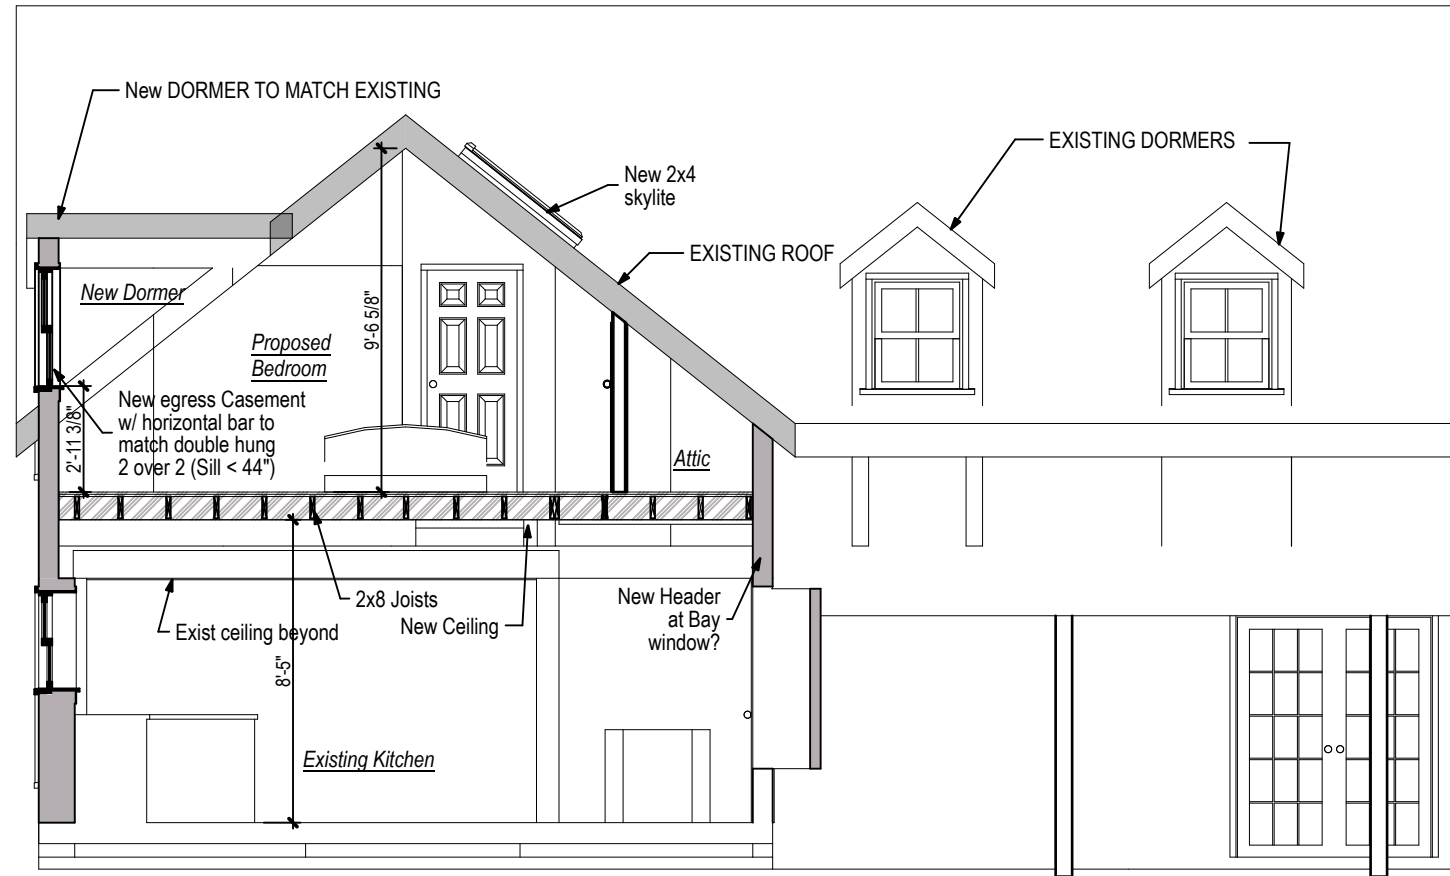 New DORMER TO MATCH EXISTING
EXISTING DORMERS
New 2x4
skylite
EXISTING ROOF
New Dormer
9'-6 5/8"
Proposed
Bedroom
New egress Casement
w/ horizontal bar to
match double hung
2 over 2 (Sill < 44")
2'-11 3/8"
Attic
2x8 Joists
New Ceiling
Exist ceiling beyond
New Header
at Bay
window?
8'-5"
Existing Kitchen